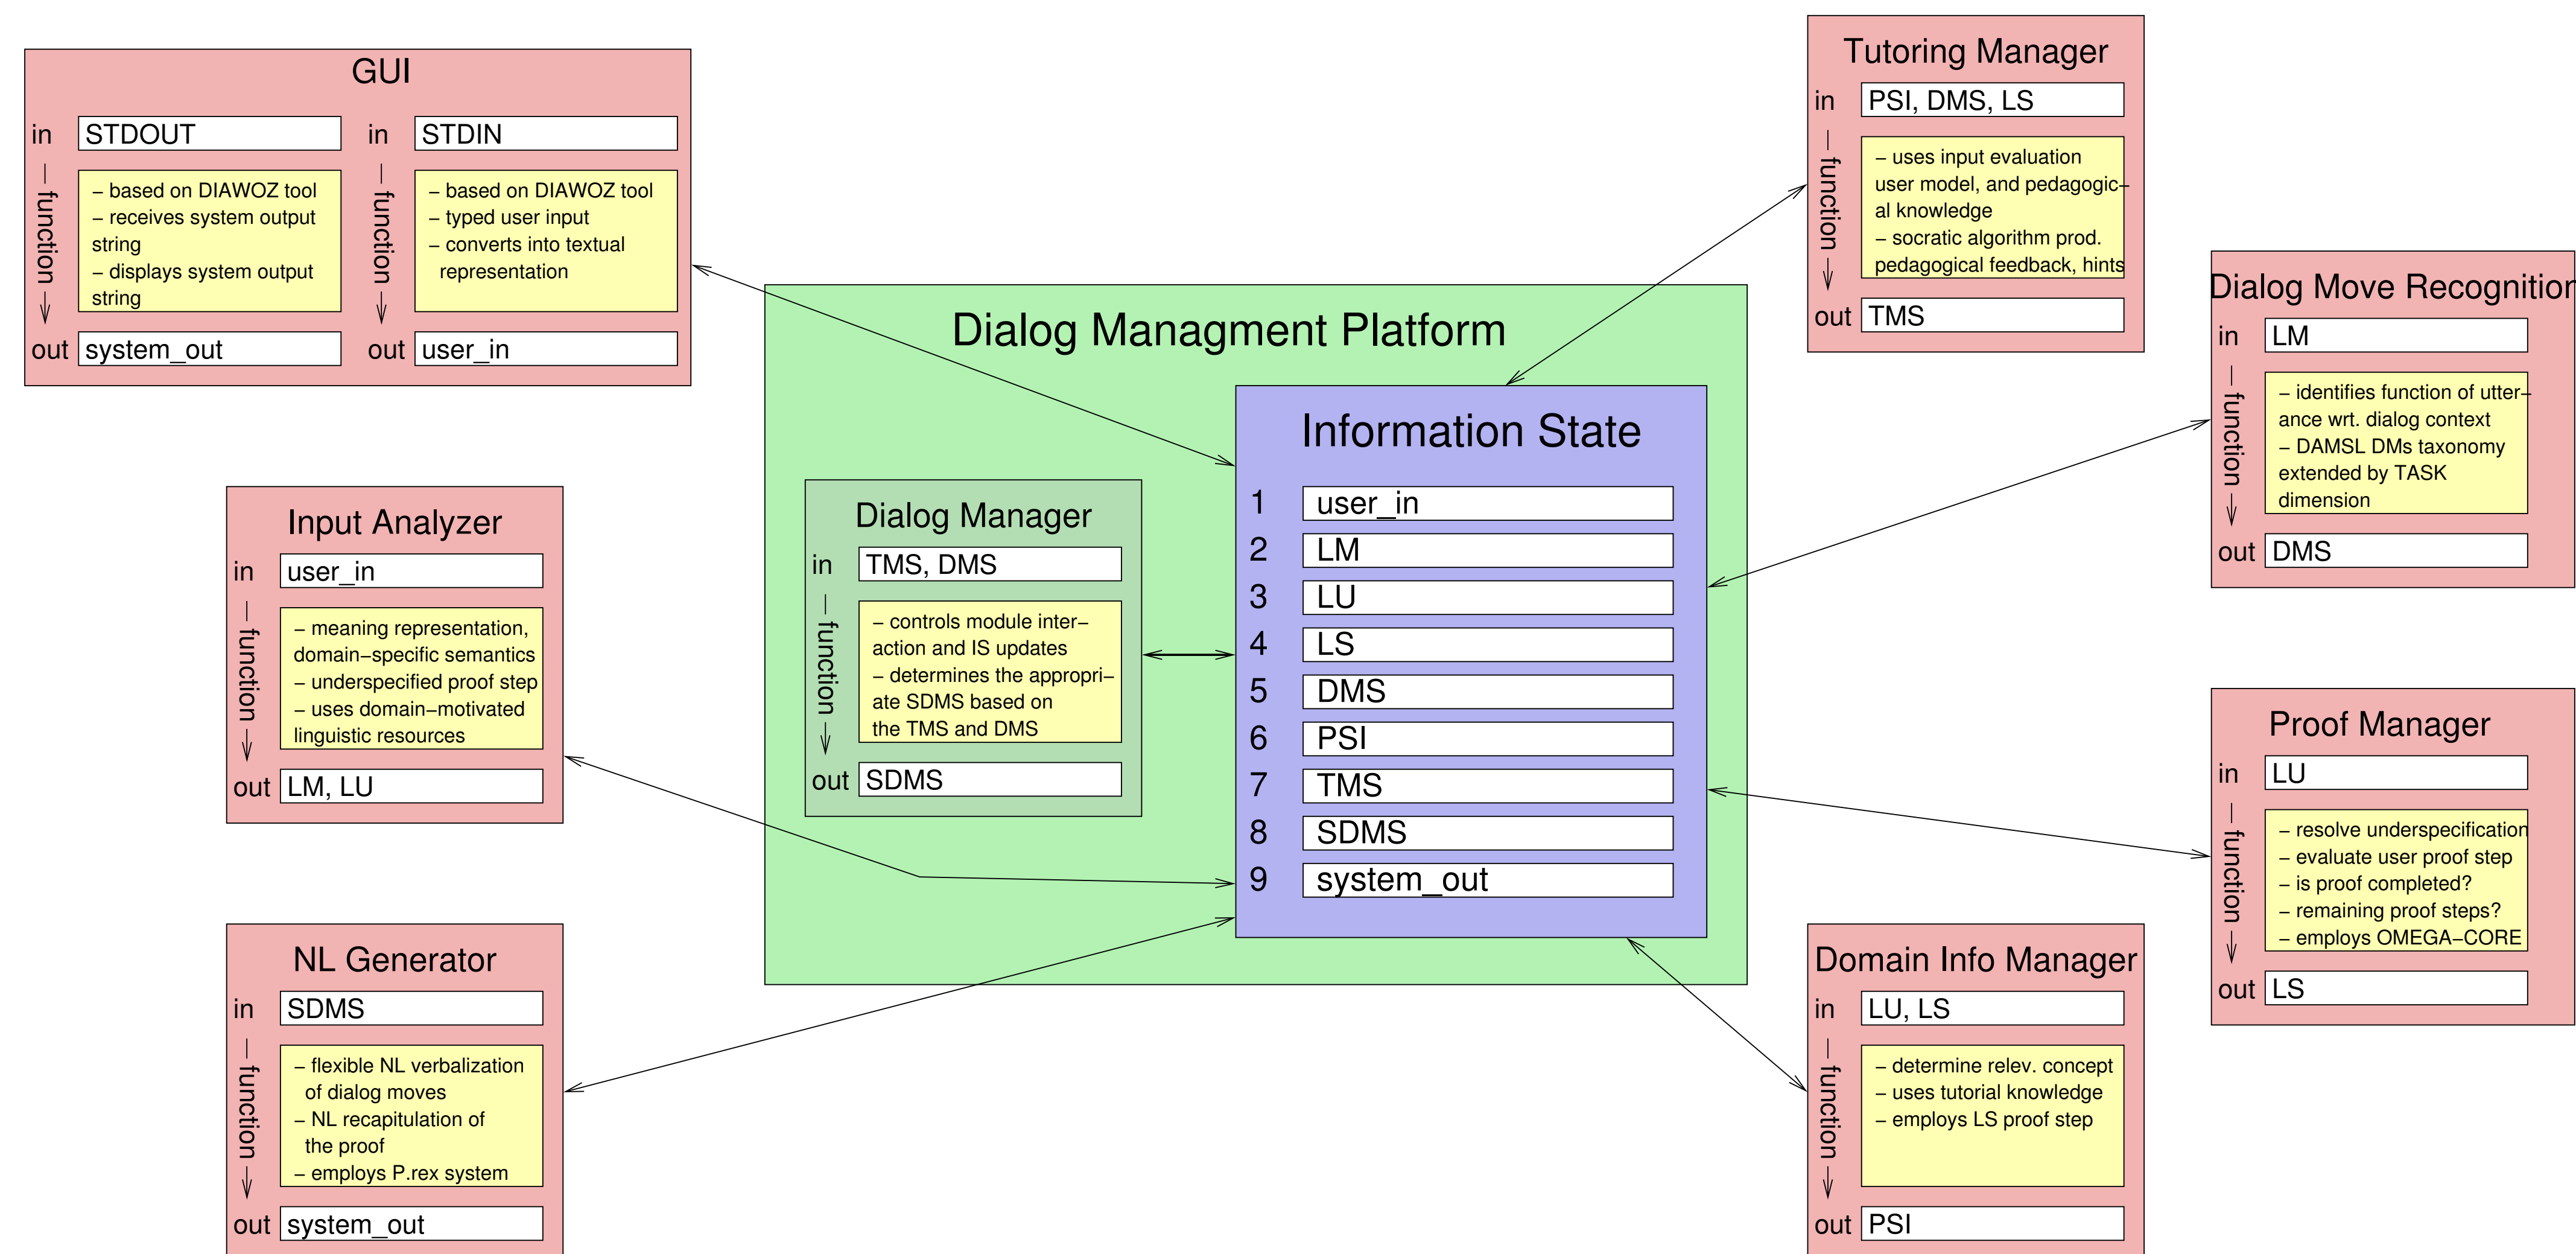 GUI
in STDOUT
function
– based on DIAWOZ tool
– receives system output
string
– displays system output
string
out system_out
in STDIN
function
– based on DIAWOZ tool
– typed user input
– converts into textual
representation
out user_in
Tutoring Manager
in PSI, DMS, LS
function
– uses input evaluation
user model, and pedagogic–
al knowledge
– socratic algorithm prod.
pedagogical feedback, hints
out TMS
Dialog Move Recognition
in LM
function
– identifies function of utter–
ance wrt. dialog context
– DAMSL DMs taxonomy
extended by TASK
dimension
out DMS
Dialog Managment Platform
Information State
1 user_in
2 LM
3 LU
4 LS
5 DMS
6 PSI
7 TMS
8 SDMS
9 system_out
Dialog Manager
in TMS, DMS
function
– controls module inter–
action and IS updates
– determines the appropri–
ate SDMS based on
the TMS and DMS
out SDMS
Input Analyzer
in user_in
function
– meaning representation,
domain–specific semantics
– underspecified proof step
– uses domain–motivated
linguistic resources
out LM, LU
Proof Manager
in LU
function
– resolve underspecification
– evaluate user proof step
– is proof completed?
– remaining proof steps?
– employs OMEGA–CORE
out LS
NL Generator
in SDMS
function
– flexible NL verbalization
of dialog moves
– NL recapitulation of
the proof
– employs P.rex system
out system_out
Domain Info Manager
in LU, LS
function
– determine relev. concept
– uses tutorial knowledge
– employs LS proof step
out PSI